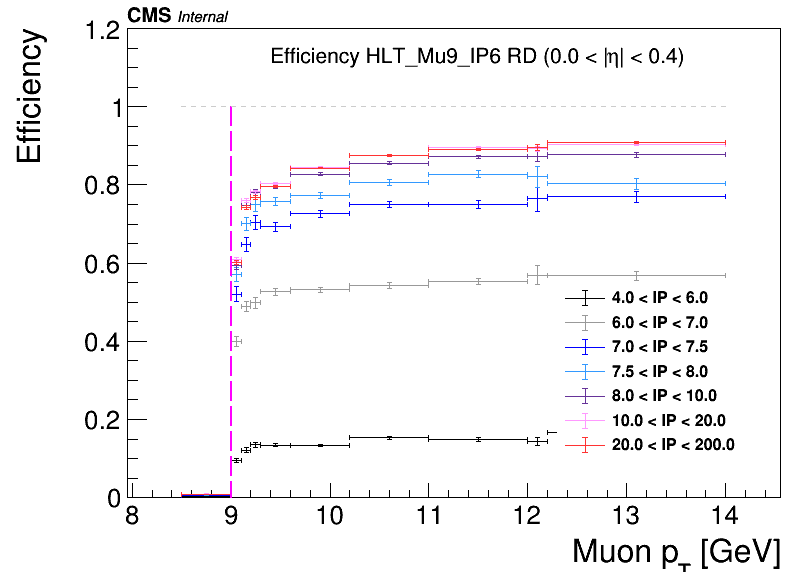 CMS Internal
Efficiency HLT_Mu9_IP6 RD (0.0 < |η| < 0.4)
Efficiency
1.2
1
0.8
0.6
0.4
0.2
0
4.0 < IP < 6.0
6.0 < IP < 7.0
7.0 < IP < 7.5
7.5 < IP < 8.0
8.0 < IP < 10.0
10.0 < IP < 20.0
20.0 < IP < 200.0
8 9 10 11 12 13 14
Muon p_T [GeV]